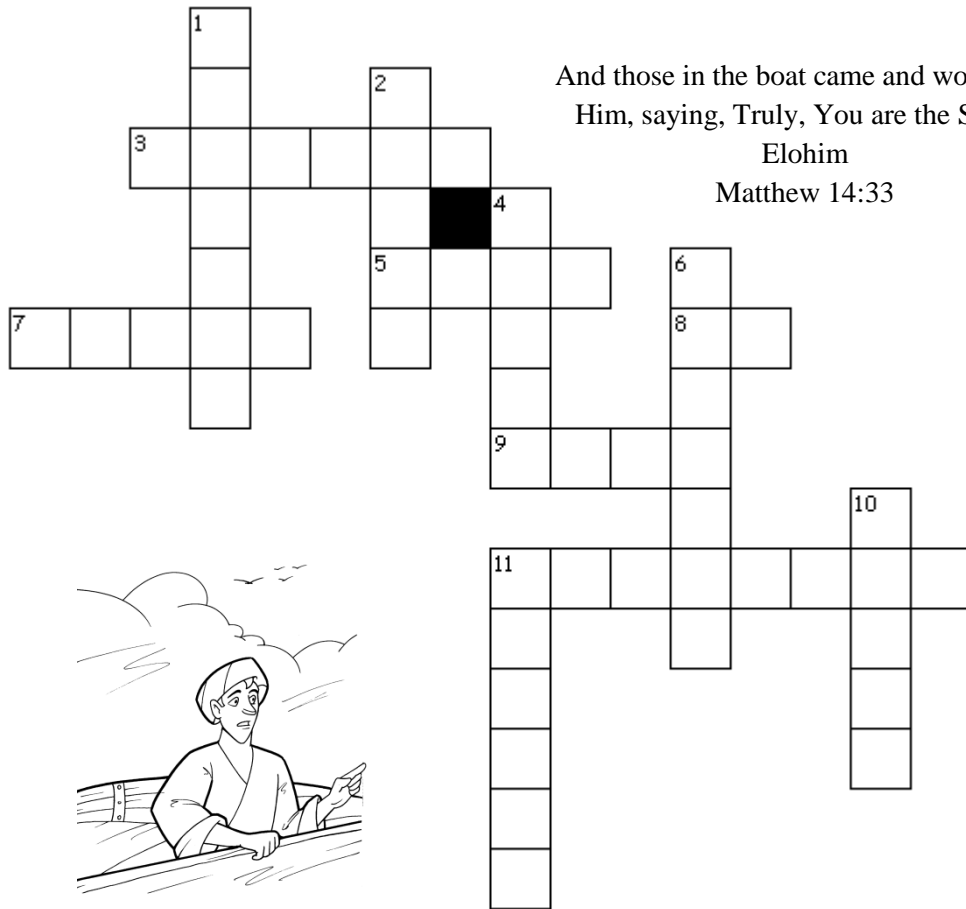 1
And those in the boat came and wo
2
Him, saying, Truly, You are the S
3
Elohim
Matthew 14:33
4
5
6
7
8
9
10
11